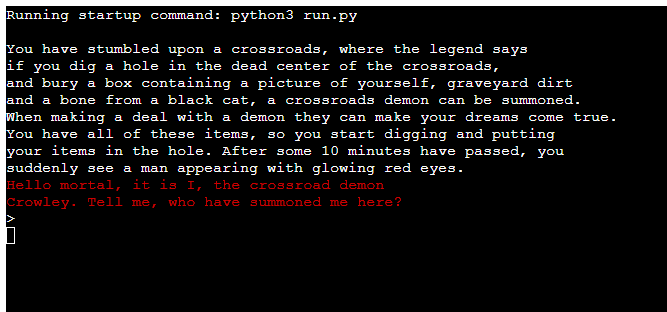 Running startup command: python3 run.py
You have stumbled upon a crossroads, where the legend says
if you dig a hole in the dead center of the crossroads,
and bury a box containing a picture of yourself, graveyard dirt
and a bone from a black cat, a crossroads demon can be summoned.
When making a deal with a demon they can make your dreams come true.
You have all of these items, so you start digging and putting
your items in the hole. After some 10 minutes have passed, you
suddenly see a man appearing with glowing red eyes.
Hello mortal, it is I, the crossroad demon
Crowley. Tell me, who have summoned me here?
>